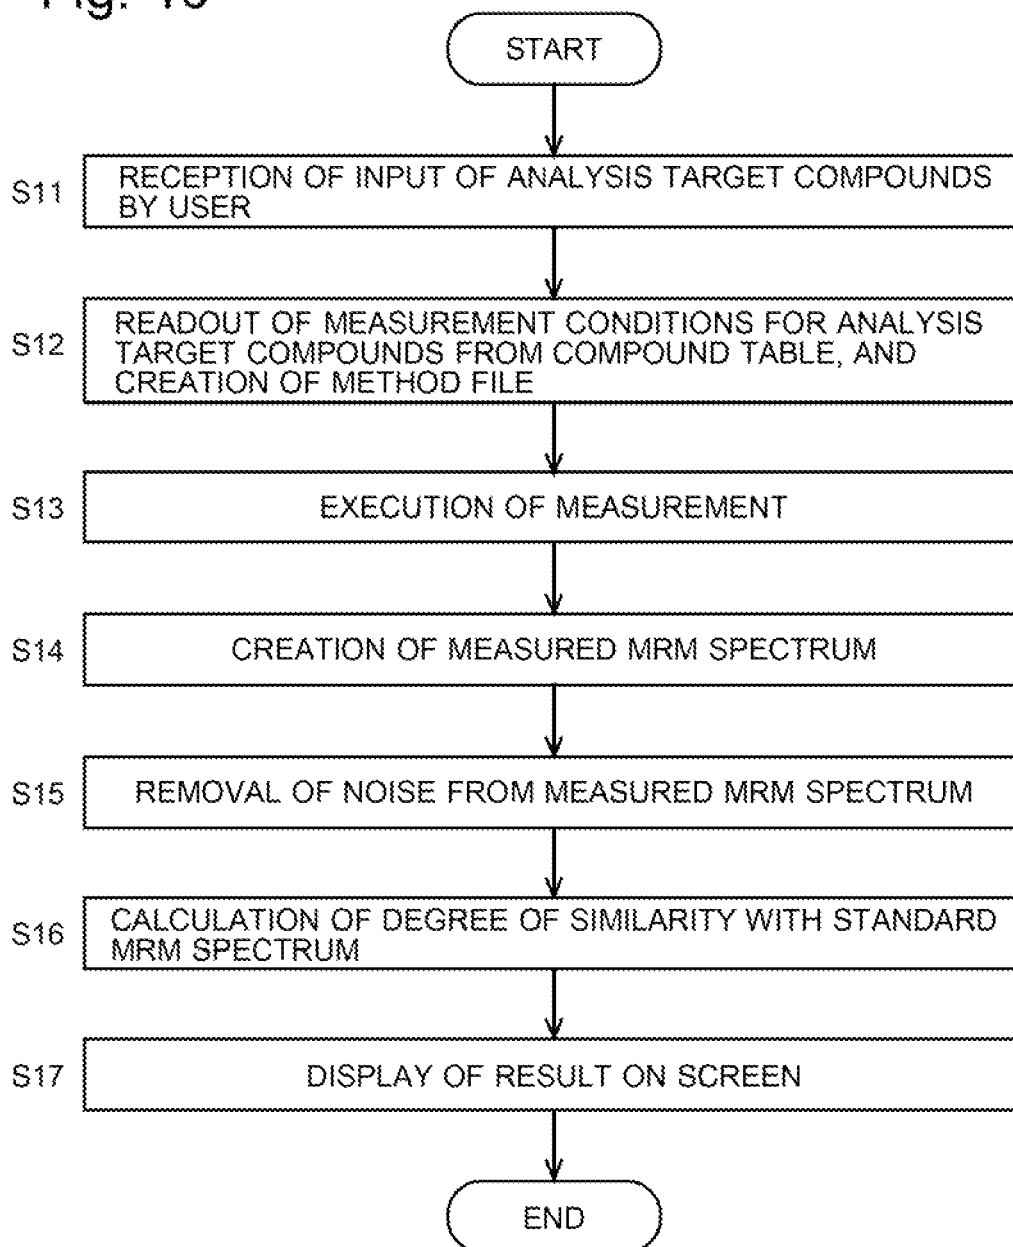 START
S11
RECEPTION OF INPUT OF ANALYSIS TARGET COMPOUNDS
BY USER
S12
READOUT OF MEASUREMENT CONDITIONS FOR ANALYSIS
TARGET COMPOUNDS FROM COMPOUND TABLE, AND
CREATION OF METHOD FILE
S13
EXECUTION OF MEASUREMENT
S14
CREATION OF MEASURED MRM SPECTRUM
S15
REMOVAL OF NOISE FROM MEASURED MRM SPECTRUM
S16
CALCULATION OF DEGREE OF SIMILARITY WITH STANDARD
MRM SPECTRUM
S17
DISPLAY OF RESULT ON SCREEN
END